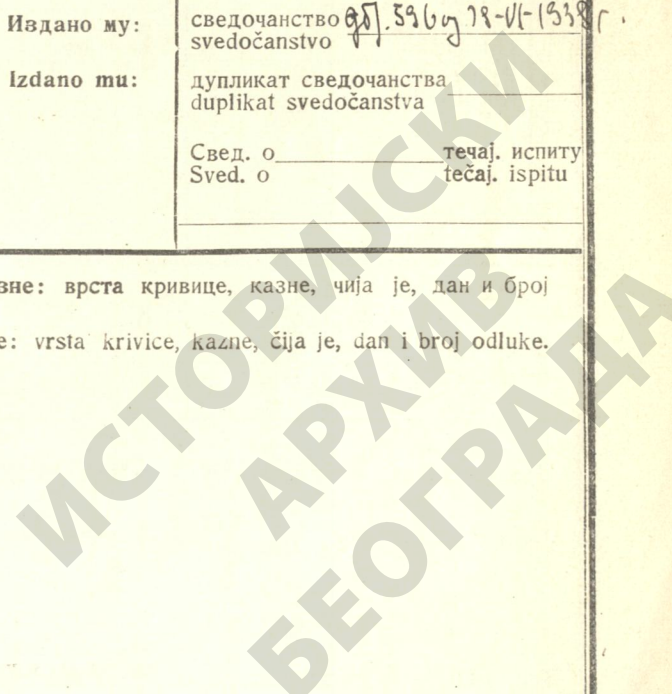 Издано му:
Izdano mu:
сведочанство
svedočanstvo
дупликат сведочанства
duplikat svedočanstva
Свед. о течај. испиту
Sved. o tečaj. ispitu
зне: врста кривице, казне, чија је, дан и број
е: vrsta krivice, kazne, čija je, dan i broj odluke.
ИСТОРИЈСКИ
АРХИВ
БЕОГРАДА